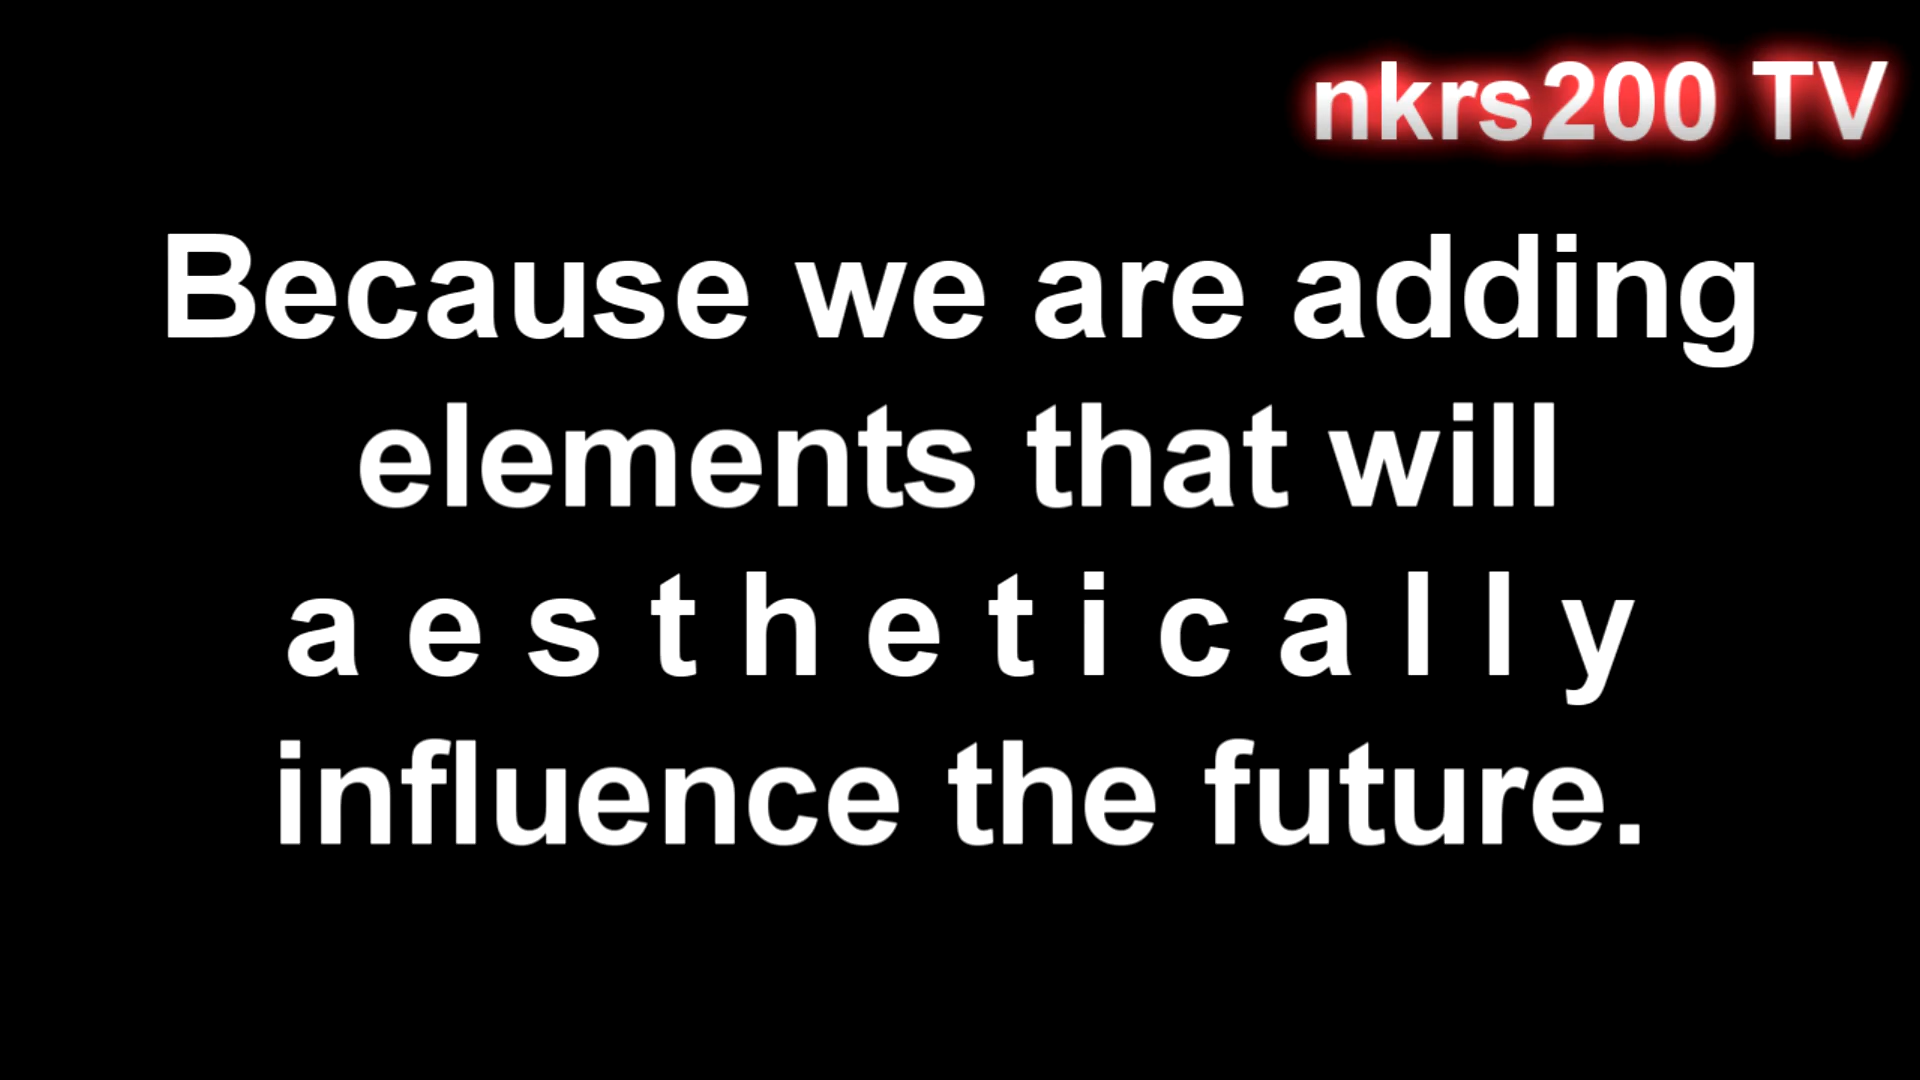 nkrs200 TV
Because we are adding
elements that will
a e s t h e t i c a l l y
influence the future.